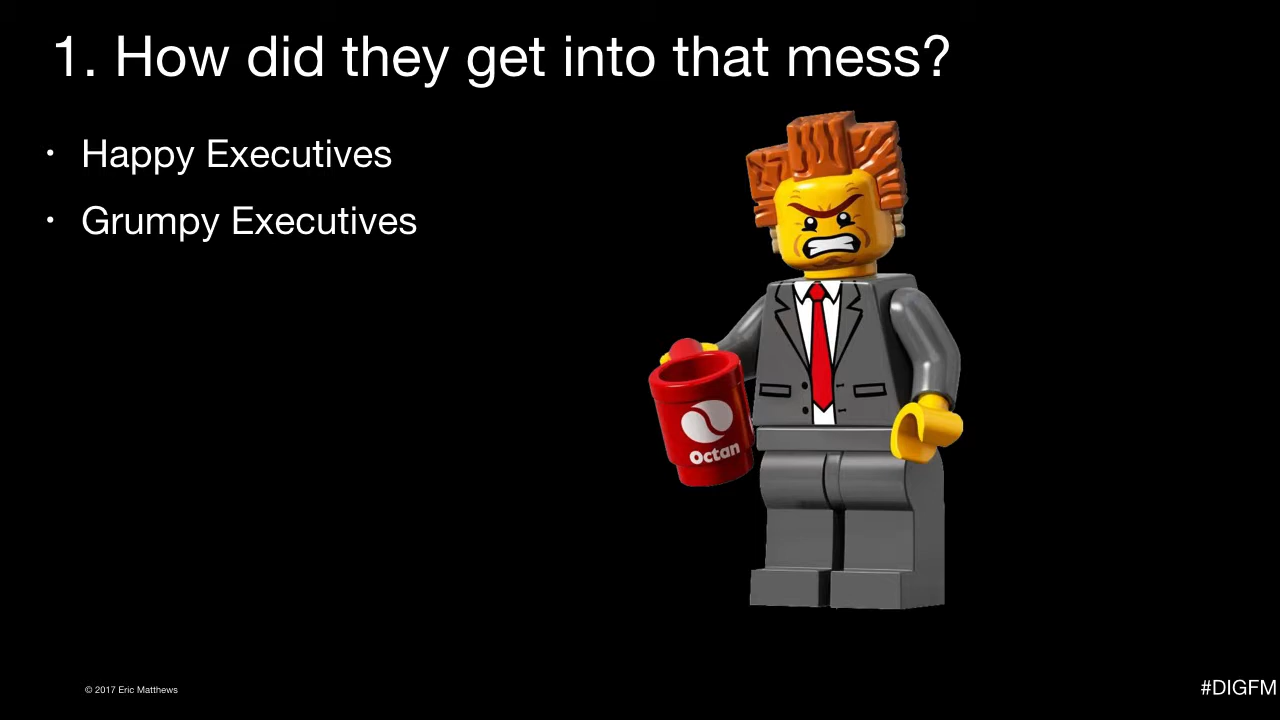 1. How did they get into that mess?
• Happy Executives
• Grumpy Executives
Octan
© 2017 Eric Matthews
#DIGFM